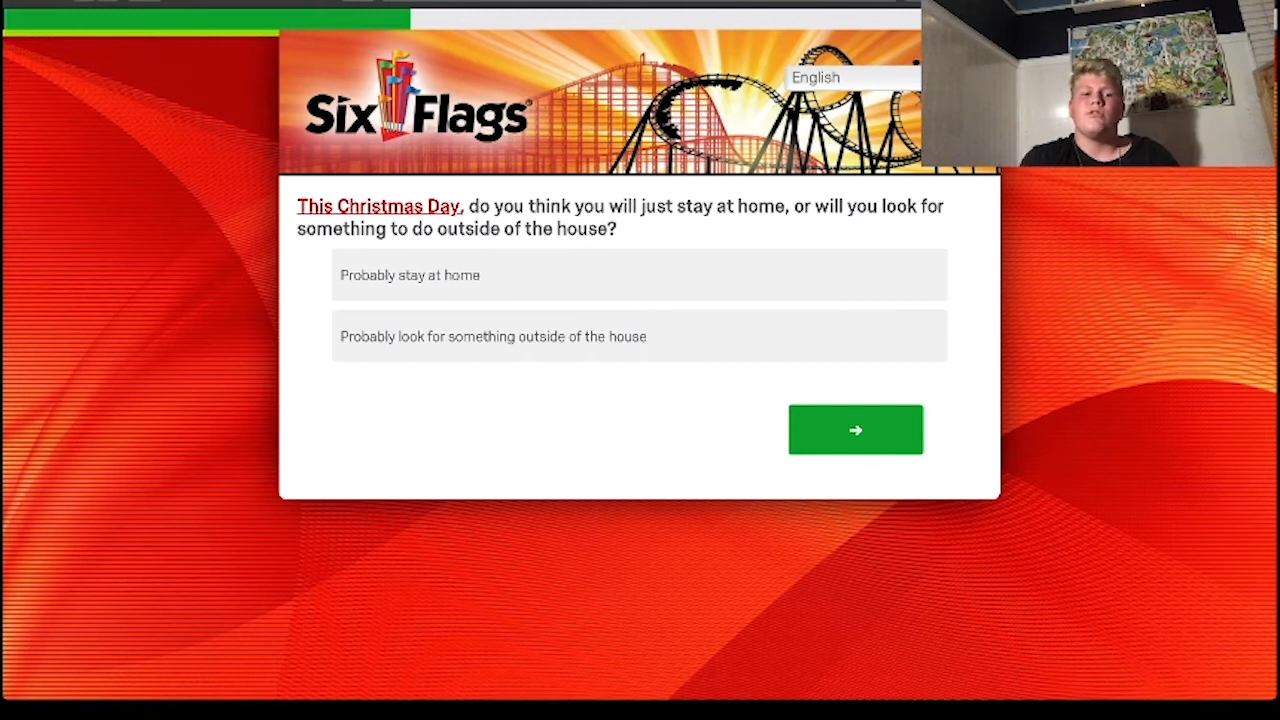 Six Flags
English
This Christmas Day, do you think you will just stay at home, or will you look for
something to do outside of the house?
Probably stay at home
Probably look for something outside of the house
→